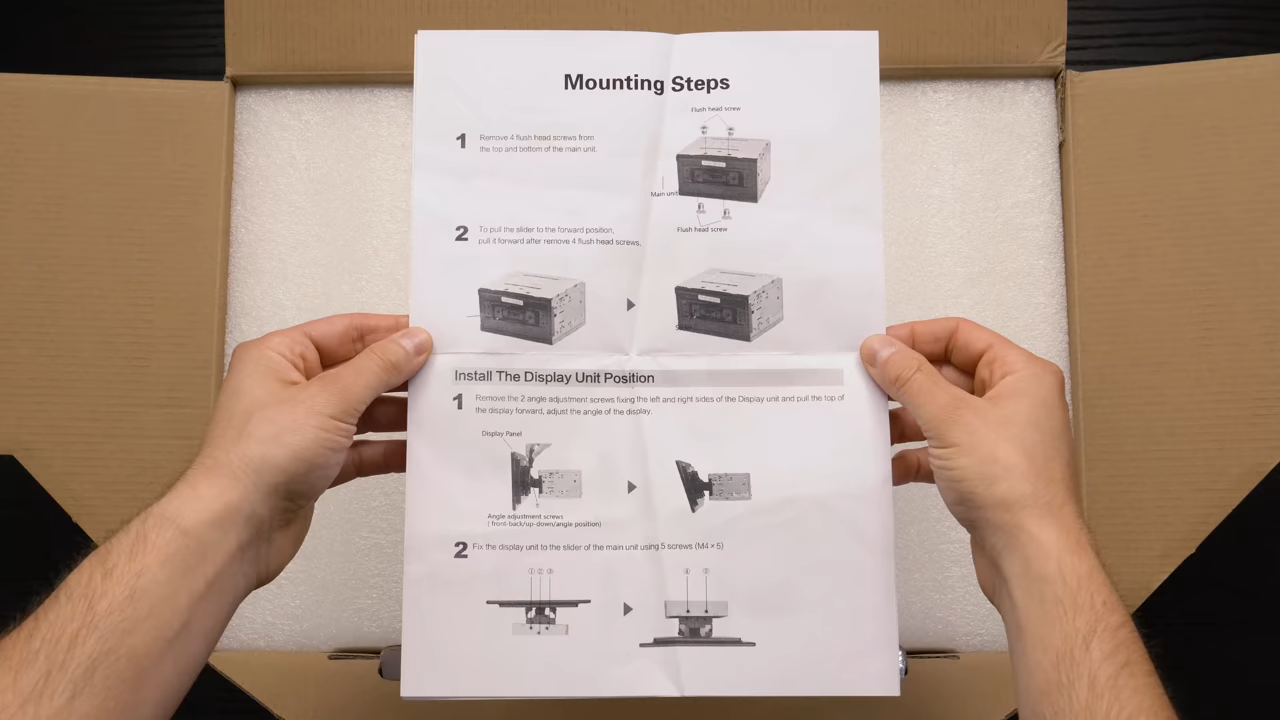 Mounting Steps
Flush head screw
1 Remove 4 flush head screws from
the top and bottom of the main unit.
Main unit
Flush head screw
2 To pull the slider to the forward position,
pull it forward after remove 4 flush head screws,
Install The Display Unit Position
1 Remove the 2 angle adjustment screws fixing the left and right sides of the Display unit and pull the top of
the display forward, adjust the angle of the display.
Display Panel
Angle adjustment screws
( front-back/up-down/angle position)
2 Fix the display unit to the slider of the main unit using 5 screws (M4×5)
① ② ③ ④ ⑤